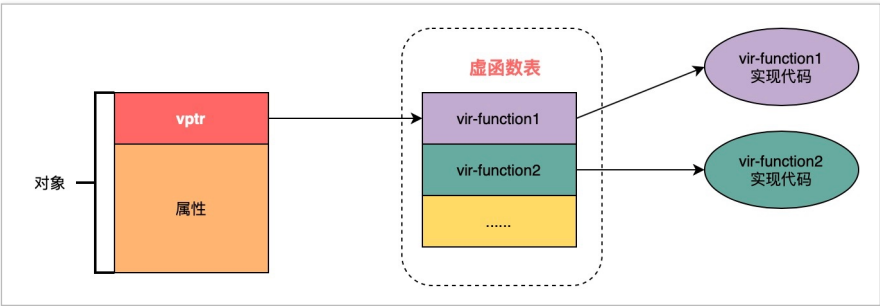 虚函数表
vptr
属性
对象
vir-function1
vir-function2
......
vir-function1
实现代码
vir-function2
实现代码